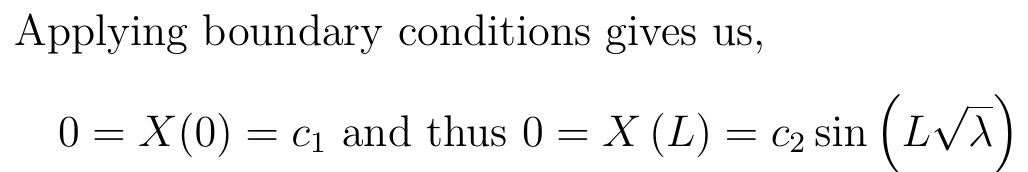 Applying boundary conditions gives us,
0 = X(0) = c₁ and thus 0 = X (L) = c₂ sin (L√λ)